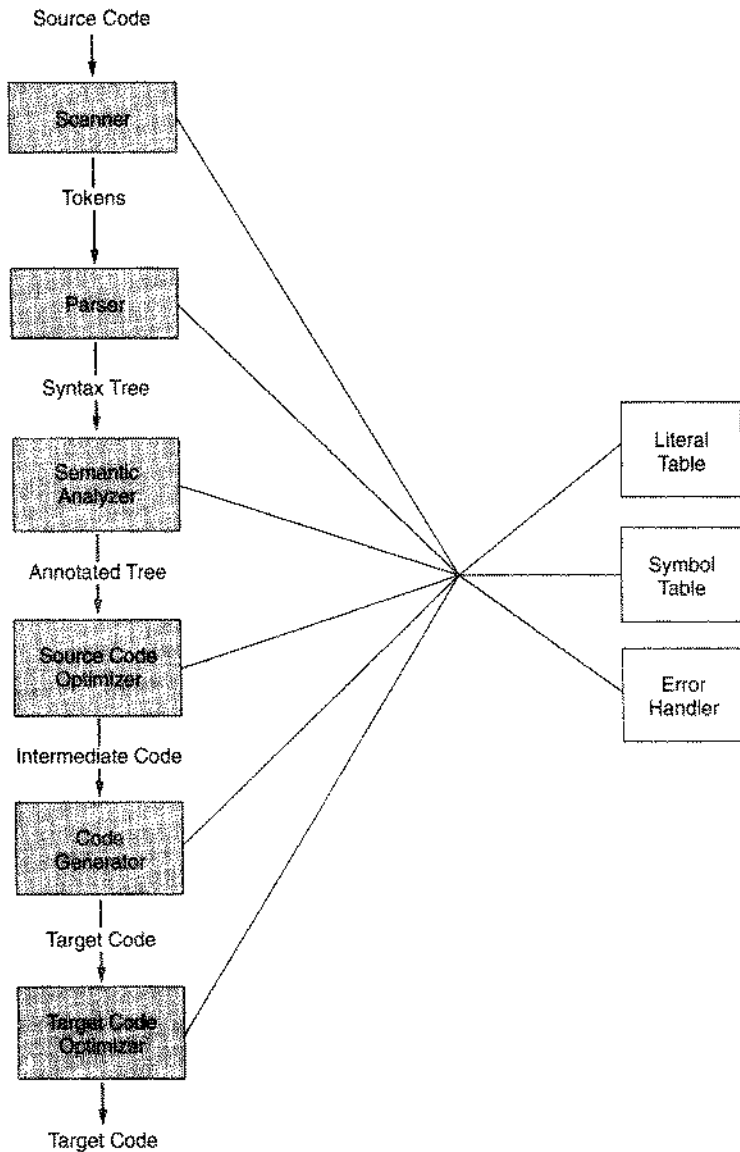 Source Code
Scanner
Tokens
Parser
Syntax Tree
Semantic
Analyzer
Annotated Tree
Source Code
Optimizer
Intermediate Code
Code
Generator
Target Code
Target Code
Optimizer
Target Code
Literal
Table
Symbol
Table
Error
Handler